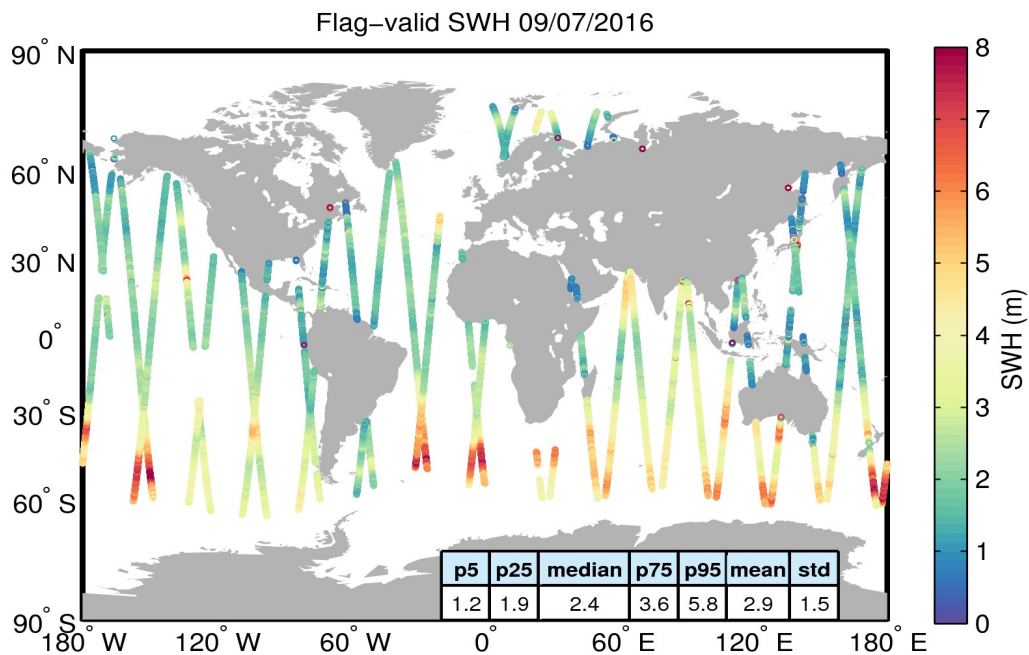 Flag−valid SWH 09/07/2016
90° N
60° N
30° N
0°
30° S
60° S
90° S
180° W
120° W
60° W
0°
60° E
120° E
180° E
p5 p25 median p75 p95 mean std
1.2 1.9 2.4 3.6 5.8 2.9 1.5
8
7
6
5
4
3
2
1
0
SWH (m)